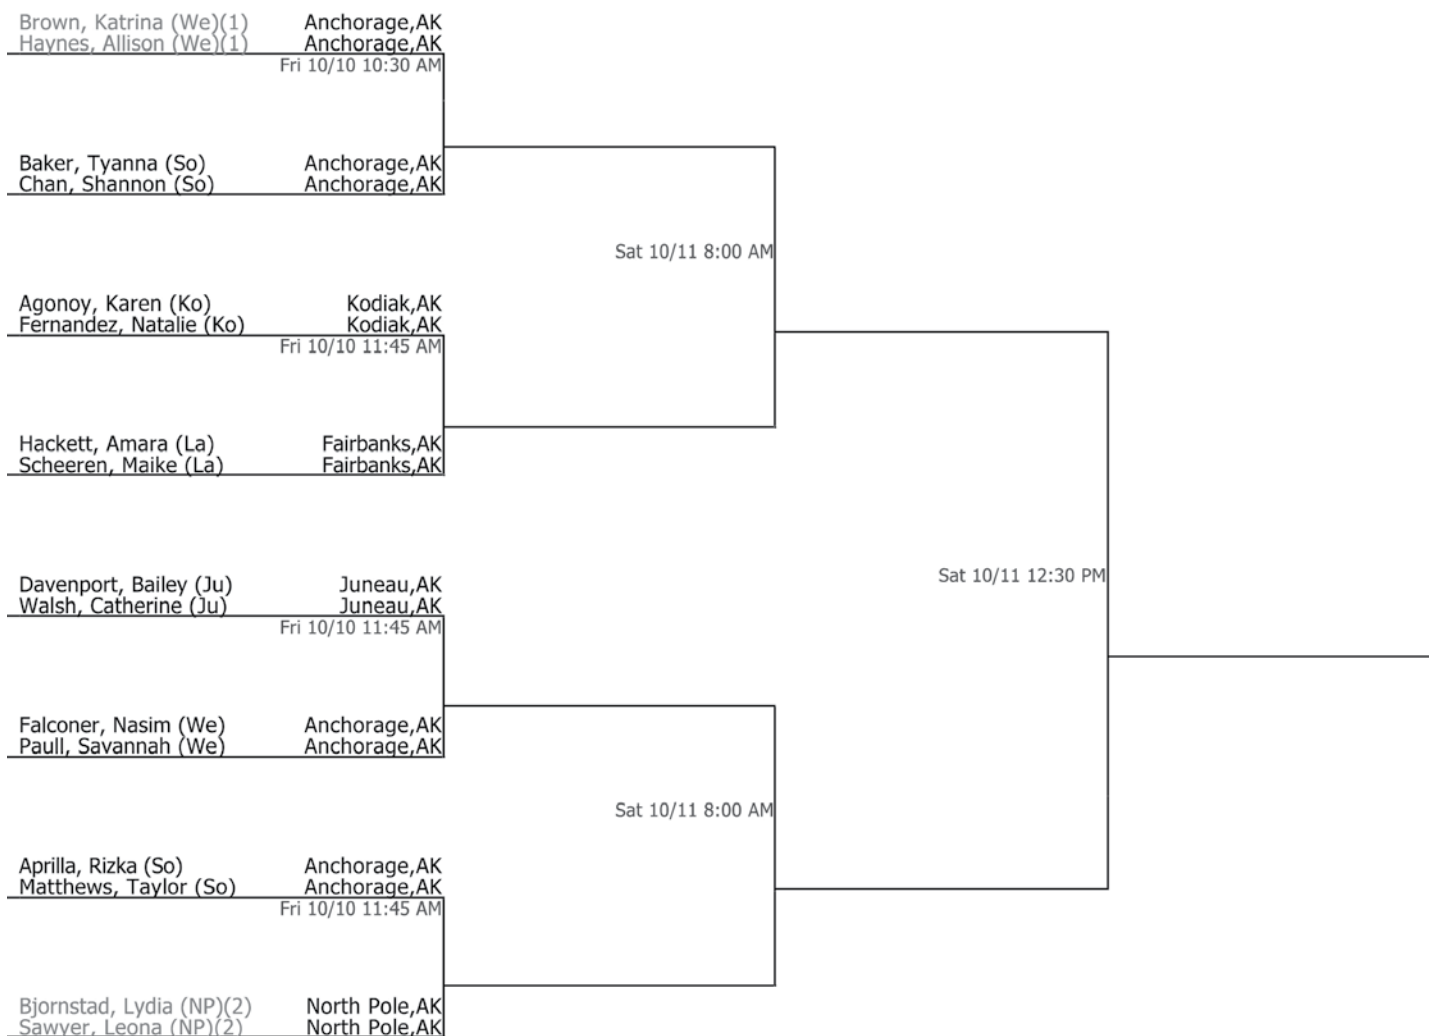 Brown, Katrina (We)(1) Anchorage,AK
Haynes, Allison (We)(1) Anchorage,AK
Fri 10/10 10:30 AM
Baker, Tyanna (So) Anchorage,AK
Chan, Shannon (So) Anchorage,AK
Sat 10/11 8:00 AM
Agonoy, Karen (Ko) Kodiak,AK
Fernandez, Natalie (Ko) Kodiak,AK
Fri 10/10 11:45 AM
Hackett, Amara (La) Fairbanks,AK
Scheeren, Maike (La) Fairbanks,AK
Sat 10/11 12:30 PM
Davenport, Bailey (Ju) Juneau,AK
Walsh, Catherine (Ju) Juneau,AK
Fri 10/10 11:45 AM
Falconer, Nasim (We) Anchorage,AK
Paull, Savannah (We) Anchorage,AK
Sat 10/11 8:00 AM
Aprilla, Rizka (So) Anchorage,AK
Matthews, Taylor (So) Anchorage,AK
Fri 10/10 11:45 AM
Bjornstad, Lydia (NP)(2) North Pole,AK
Sawyer, Leona (NP)(2) North Pole,AK